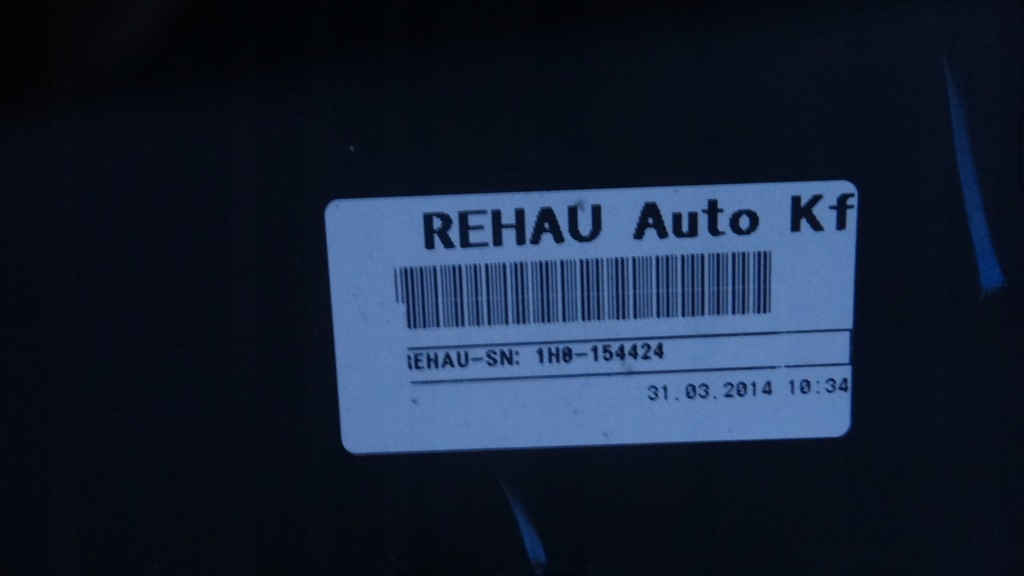 REHAU Auto Kf
REHAU-SN: 1H0-154424
31.03.2014 10:34